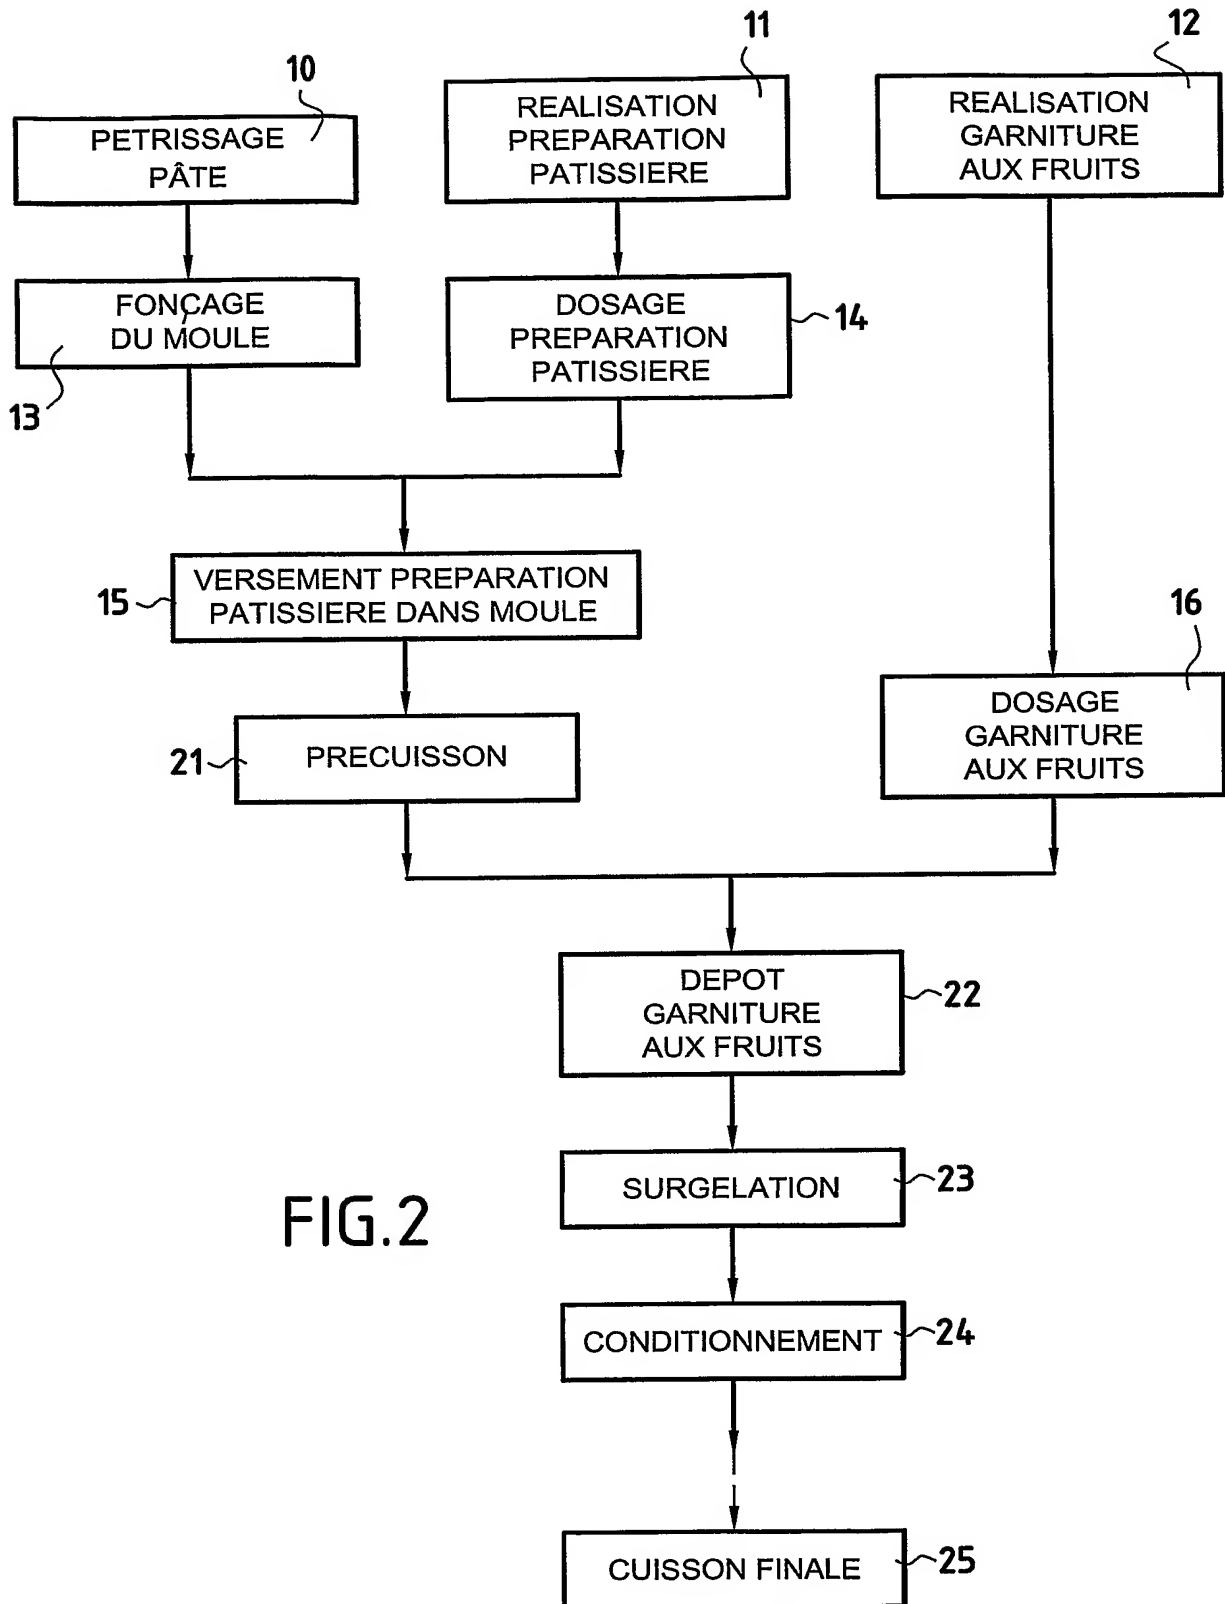 10
11
12
PETRISSAGE
PÂTE
REALISATION
PREPARATION
PATISSIERE
REALISATION
GARNITURE
AUX FRUITS
FONÇAGE
DU MOULE
13
DOSAGE
PREPARATION
PATISSIERE
14
15
VERSEMENT PREPARATION
PATISSIERE DANS MOULE
16
21
PRECUISSON
DOSAGE
GARNITURE
AUX FRUITS
DEPOT
GARNITURE
AUX FRUITS
22
SURGELATION
23
FIG.2
CONDITIONNEMENT
24
CUISSON FINALE
25